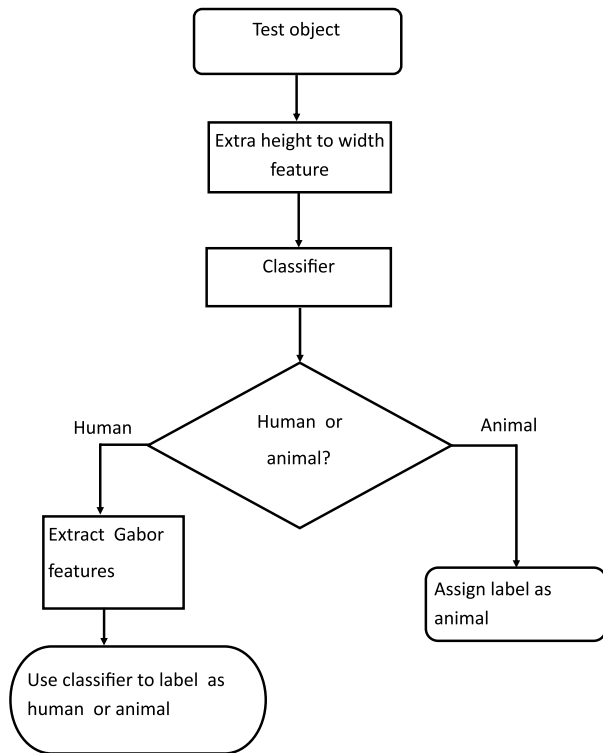 Test object
Extra height to width
feature
Classifier
Human or
animal?
Human
Animal
Extract Gabor
features
Assign label as
animal
Use classifier to label as
human or animal